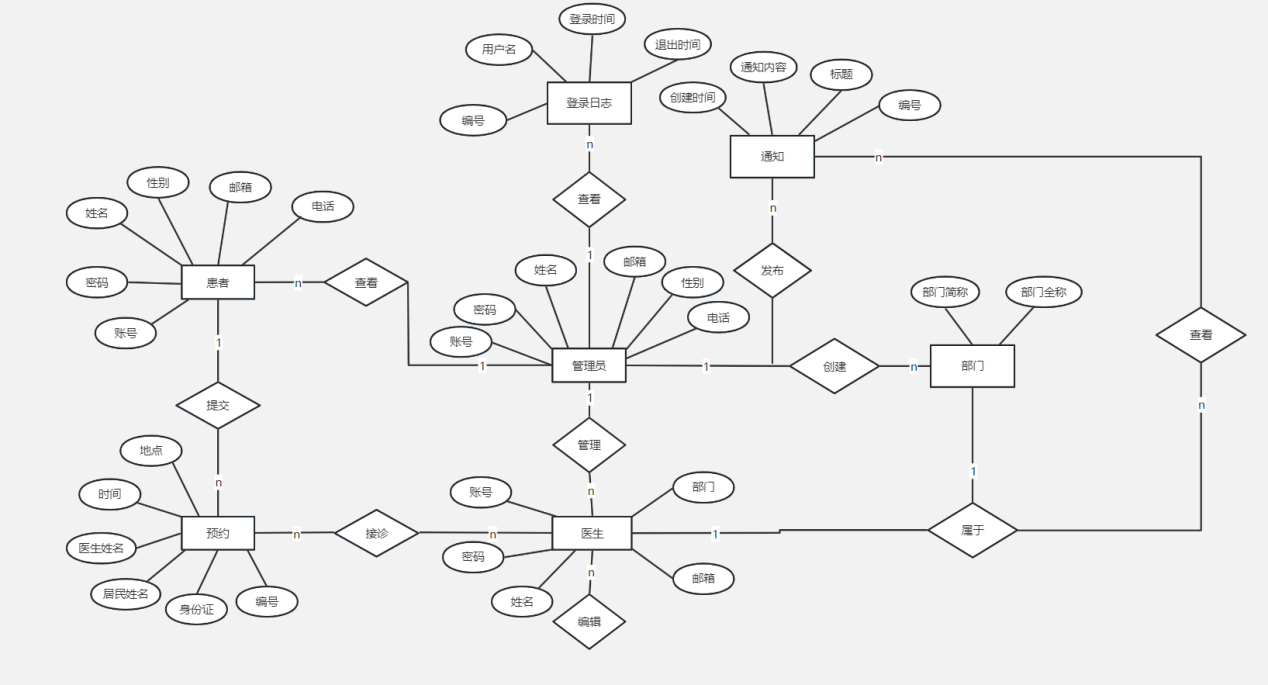 登录时间
用户名
退出时间
登录日志
编号
n
查看
1
通知内容
标题
创建时间
编号
通知
n
n
发布
性别
邮箱
姓名
电话
密码
患者
账号
n
查看
1
1
提交
n
姓名
邮箱
性别
密码
电话
账号
管理员
1
创建
n
部门简称
部门全称
部门
1
查看
n
1
管理
n
地点
时间
预约
医生姓名
居民姓名
身份证
编号
n
接诊
n
账号
部门
医生
密码
姓名
邮箱
1
属于
n
编辑